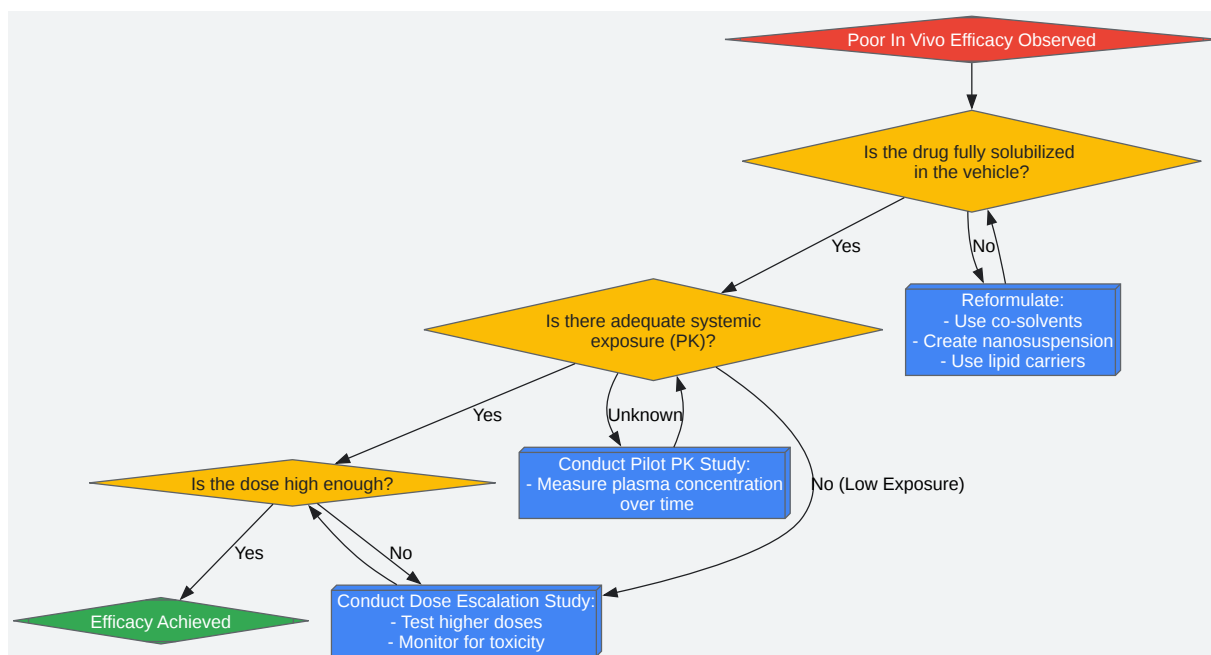 Poor In Vivo Efficacy Observed
Is the drug fully solubilized
in the vehicle?
Yes
No
Reformulate:
- Use co-solvents
- Create nanosuspension
- Use lipid carriers
Is there adequate systemic
exposure (PK)?
Yes
Unknown
No (Low Exposure)
Conduct Pilot PK Study:
- Measure plasma concentration
over time
Is the dose high enough?
Yes
No
Efficacy Achieved
Conduct Dose Escalation Study:
- Test higher doses
- Monitor for toxicity